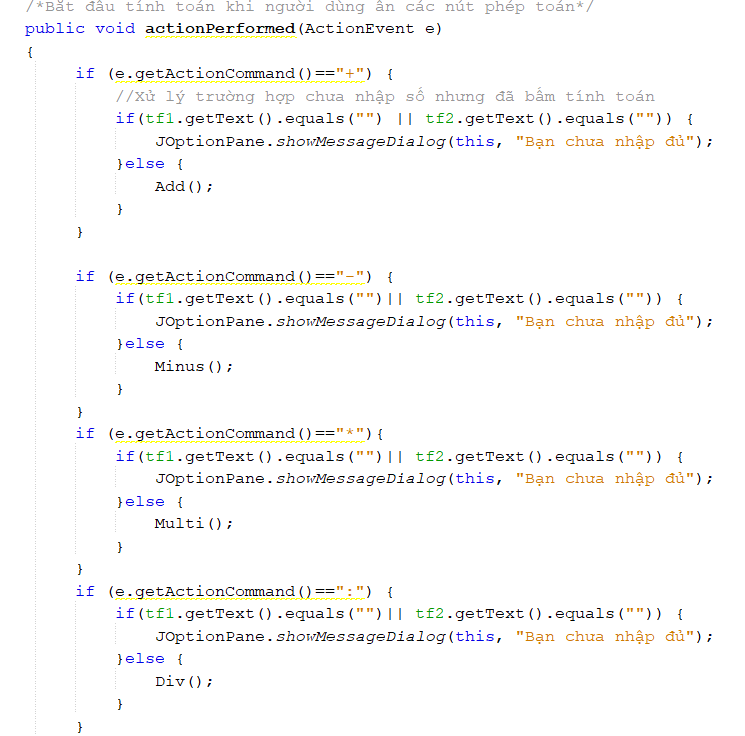 /*Bắt đầu tính toán khi người dùng ấn các nút phép toán*/
public void actionPerformed(ActionEvent e)
{
if (e.getActionCommand()=="+") {
//Xử lý trường hợp chưa nhập số nhưng đã bấm tính toán
if(tf1.getText().equals("") || tf2.getText().equals("")) {
JOptionPane.showMessageDialog(this, "Bạn chưa nhập đủ");
}else {
Add();
}
}
if (e.getActionCommand()=="-") {
if(tf1.getText().equals("")|| tf2.getText().equals("")) {
JOptionPane.showMessageDialog(this, "Bạn chưa nhập đủ");
}else {
Minus();
}
}
if (e.getActionCommand()=="*"){
if(tf1.getText().equals("")|| tf2.getText().equals("")) {
JOptionPane.showMessageDialog(this, "Bạn chưa nhập đủ");
}else {
Multi();
}
}
if (e.getActionCommand()==":") {
if(tf1.getText().equals("")|| tf2.getText().equals("")) {
JOptionPane.showMessageDialog(this, "Bạn chưa nhập đủ");
}else {
Div();
}
}